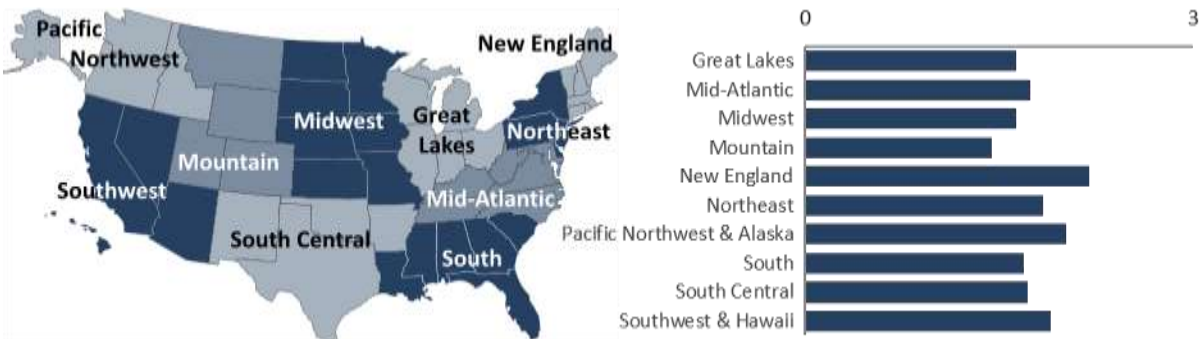 Pacific
Northwest
New England
Midwest
Great
Lakes
Northeast
Mountain
Southwest
Mid-Atlantic
South Central
South
0 3
Great Lakes
Mid-Atlantic
Midwest
Mountain
New England
Northeast
Pacific Northwest & Alaska
South
South Central
Southwest & Hawaii